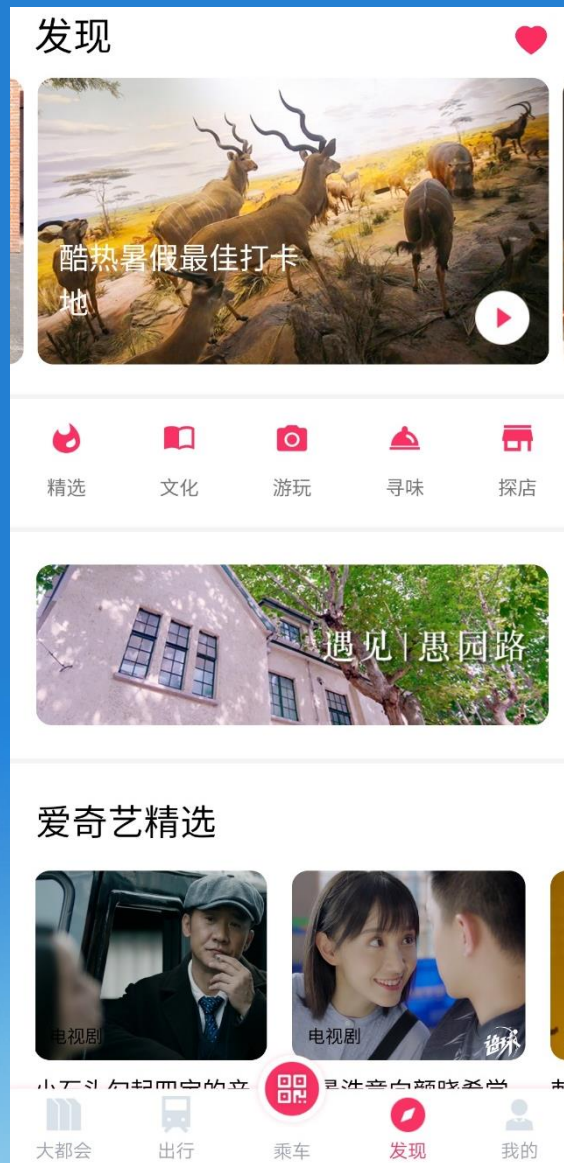 发现
酷热暑假最佳打卡
地
精选
文化
游玩
寻味
探店
遇见|愚园路
爱奇艺精选
电视剧
电视剧
大都会
出行
乘车
发现
我的